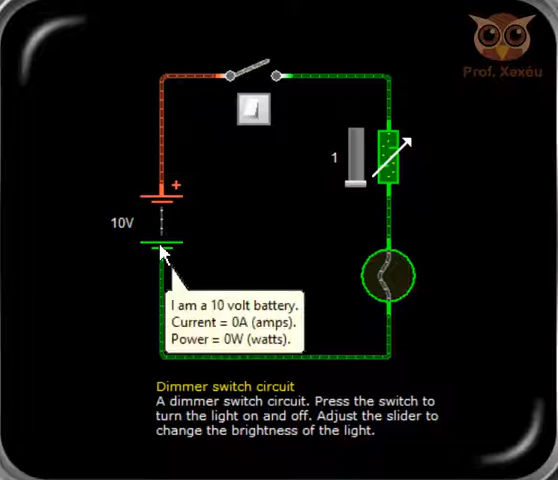 Prof. Xexéu
+
1
10V
I am a 10 volt battery.
Current = 0A (amps).
Power = 0W (watts).
Dimmer switch circuit
A dimmer switch circuit. Press the switch to
turn the light on and off. Adjust the slider to
change the brightness of the light.